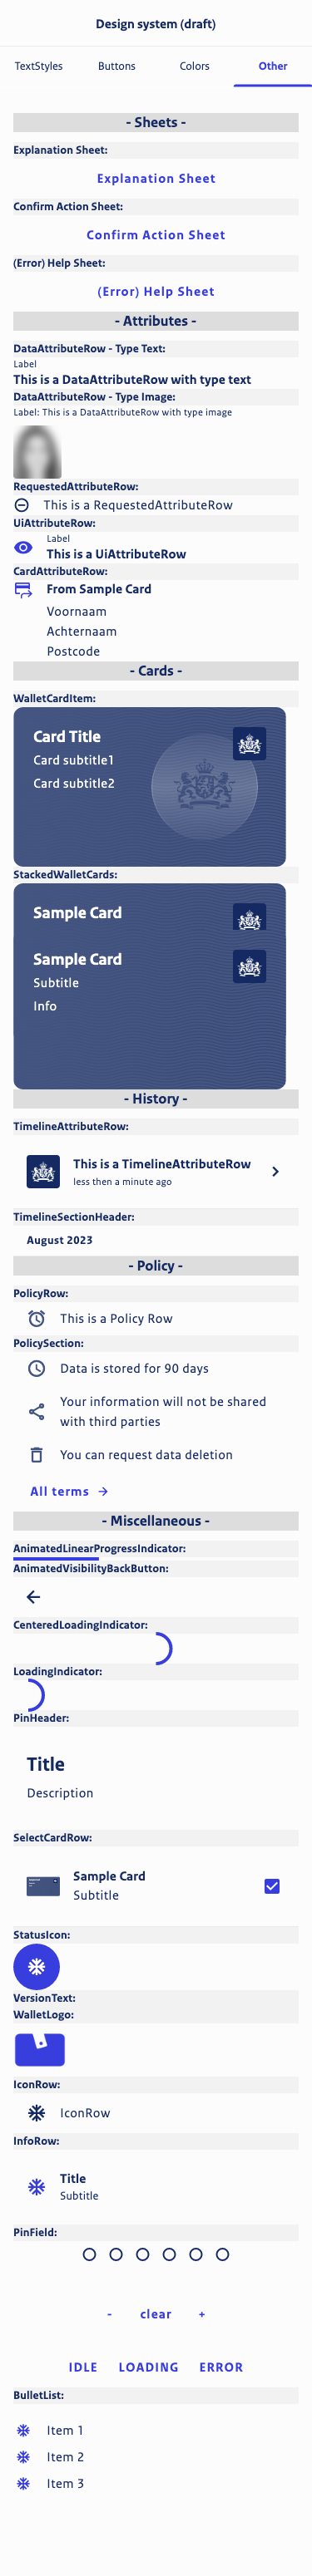 Design system (draft)
TextStyles
Buttons
Colors
Other
- Sheets -
Explanation Sheet:
Explanation Sheet
Confirm Action Sheet:
Confirm Action Sheet
(Error) Help Sheet:
(Error) Help Sheet
- Attributes -
DataAttributeRow - Type Text:
Label
This is a DataAttributeRow with type text
DataAttributeRow - Type Image:
Label: This is a DataAttributeRow with type image
RequestedAttributeRow:
This is a RequestedAttributeRow
UiAttributeRow:
Label
This is a UiAttributeRow
CardAttributeRow:
From Sample Card
Voornaam
Achternaam
Postcode
- Cards -
WalletCardItem:
Card Title
Card subtitle1
Card subtitle2
StackedWalletCards:
Sample Card
Sample Card
Subtitle
Info
- History -
TimelineAttributeRow:
This is a TimelineAttributeRow
less then a minute ago
TimelineSectionHeader:
August 2023
- Policy -
PolicyRow:
This is a Policy Row
PolicySection:
Data is stored for 90 days
Your information will not be shared
with third parties
You can request data deletion
All terms
- Miscellaneous -
AnimatedLinearProgressIndicator:
AnimatedVisibilityBackButton:
CenteredLoadingIndicator:
LoadingIndicator:
PinHeader:
Title
Description
SelectCardRow:
Sample Card
Subtitle
StatusIcon:
VersionText:
WalletLogo:
IconRow:
IconRow
InfoRow:
Title
Subtitle
PinField:
- clear +
IDLE LOADING ERROR
BulletList:
Item 1
Item 2
Item 3